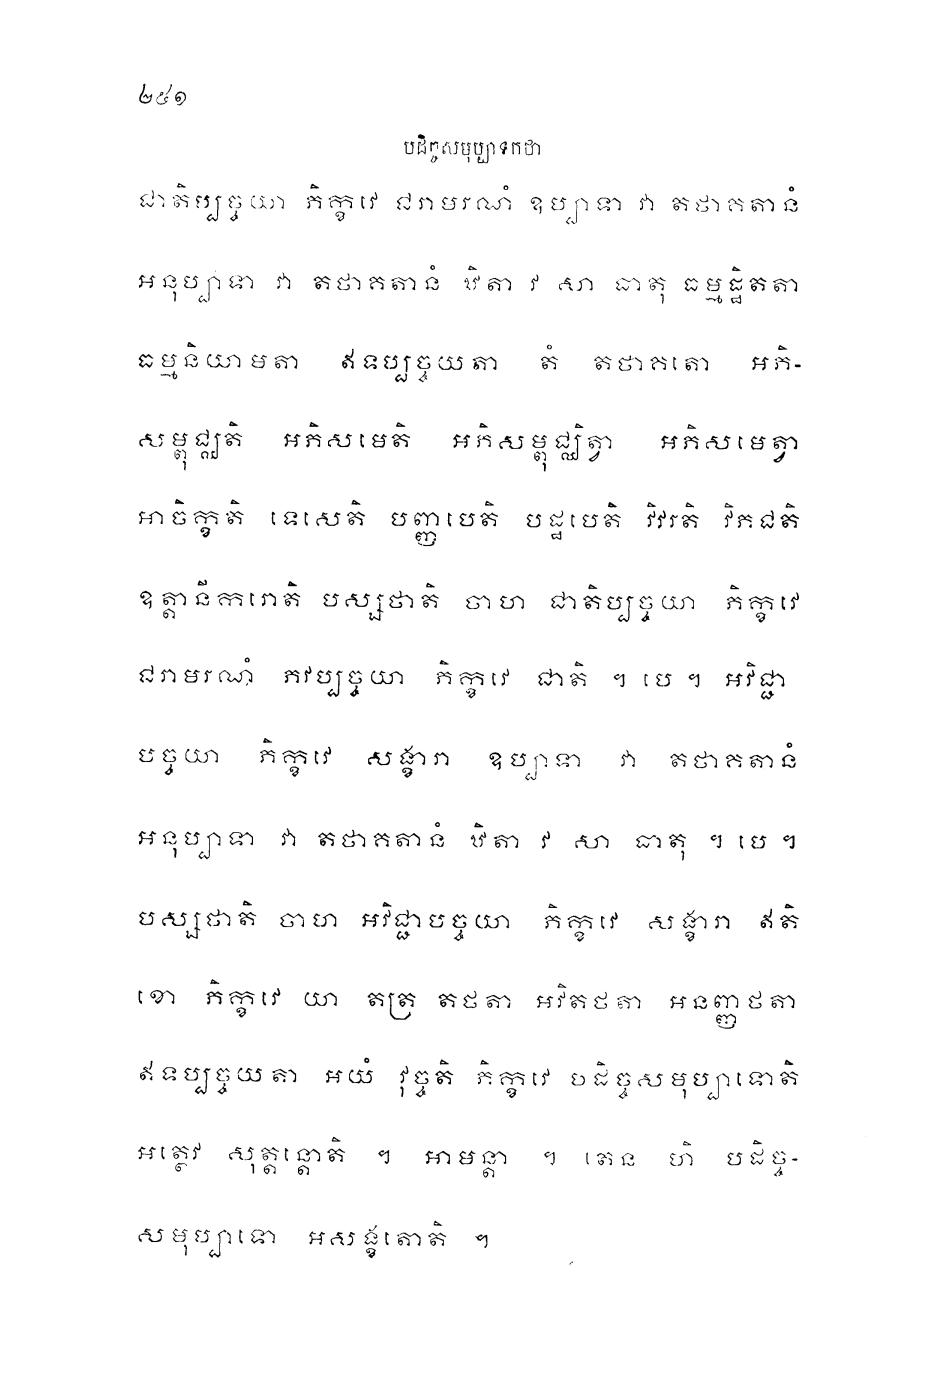 ២៥១
បដិច្ចសមុប្បាទកថា
ជាតិប្បច្ចយា ភិក្ខវេ ជរាមរណំ ឧប្បាទា វា តថាគតានំ
អនុប្បាទា វា តថាគតានំ ឋិតា វ សា ធាតុ ធម្មដ្ឋិតតា
ធម្មនិយាមតា ឥទប្បច្ចយតា តំ តថាគតោ អភិ-
សម្ពុជ្ឈតិ អភិសមេតិ អភិសម្ពុជ្ឈិត្វា អភិសមេត្វា
អាចិក្ខតិ ទេសេតិ បញ្ញបេតិ បដ្ឋបេតិ វិវរតិ វិភជតិ
ឧត្តានីករោតិ បស្សថាតិ ចាហ ជាតិប្បច្ចយា ភិក្ខវេ
ជរាមរណំ ភវប្បច្ចយា ភិក្ខវេ ជាតិ ។ បេ ។ អវិជ្ជា
បច្ចយា ភិក្ខវេ សង្ខារា ឧប្បាទា វា តថាគតានំ
អនុប្បាទា វា តថាគតានំ ឋិតា វ សា ធាតុ ។ បេ ។
បស្សថាតិ ចាហ អវិជ្ជាបច្ចយា ភិក្ខវេ សង្ខារា ឥតិ
ខោ ភិក្ខវេ យា តត្រ តថតា អវិតថតា អនញ្ញថតា
ឥទប្បច្ចយតា អយំ វុច្ចតិ ភិក្ខវេ បដិច្ចសមុប្បាទោតិ
អត្ថេវ សុត្តន្តោតិ ។ អាមន្តា ។ តេន ហិ បដិច្ច-
សមុប្បាទោ អសង្ខតោតិ ។